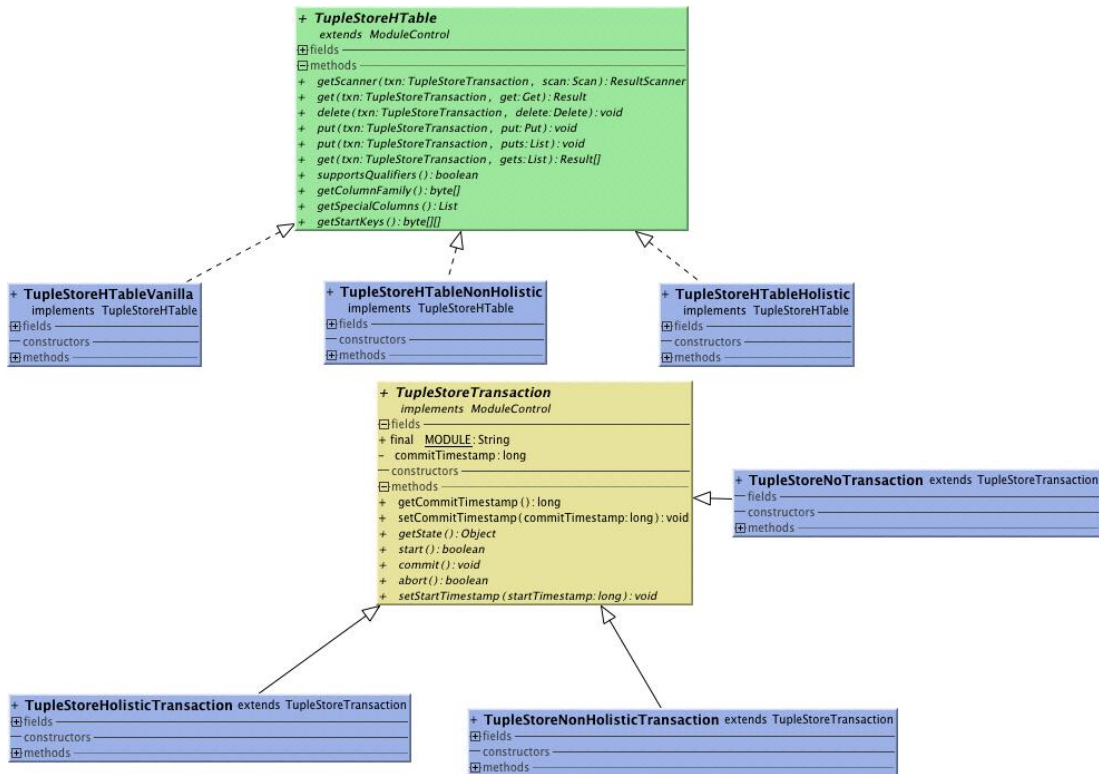 + TupleStoreHTable
extends ModuleControl
fields
methods
+ getScanner(txn:TupleStoreTransaction, scan:Scan):ResultScanner
+ get(txn:TupleStoreTransaction, get:Get):Result
+ delete(txn:TupleStoreTransaction, delete:Delete):void
+ put(txn:TupleStoreTransaction, put:Put):void
+ put(txn:TupleStoreTransaction, puts:List):void
+ get(txn:TupleStoreTransaction, gets:List):Result[]
+ supportsQualifiers():boolean
+ getColumnFamily():byte[]
+ getSpecialColumns():List
+ getStartKeys():byte[][]
+ TupleStoreHTableVanilla
implements TupleStoreHTable
fields
constructors
methods
+ TupleStoreHTableNonHolistic
implements TupleStoreHTable
fields
constructors
methods
+ TupleStoreHTableHolistic
implements TupleStoreHTable
fields
constructors
methods
+ TupleStoreTransaction
implements ModuleControl
fields
+ final MODULE:String
- commitTimestamp:long
constructors
methods
+ getCommitTimestamp():long
+ setCommitTimestamp(commitTimestamp:long):void
+ getState():Object
+ start():boolean
+ commit():void
+ abort():boolean
+ setStartTimestamp(startTimestamp:long):void
+ TupleStoreNoTransaction extends TupleStoreTransaction
fields
constructors
methods
+ TupleStoreHolisticTransaction extends TupleStoreTransaction
fields
constructors
methods
+ TupleStoreNonHolisticTransaction extends TupleStoreTransaction
fields
constructors
methods